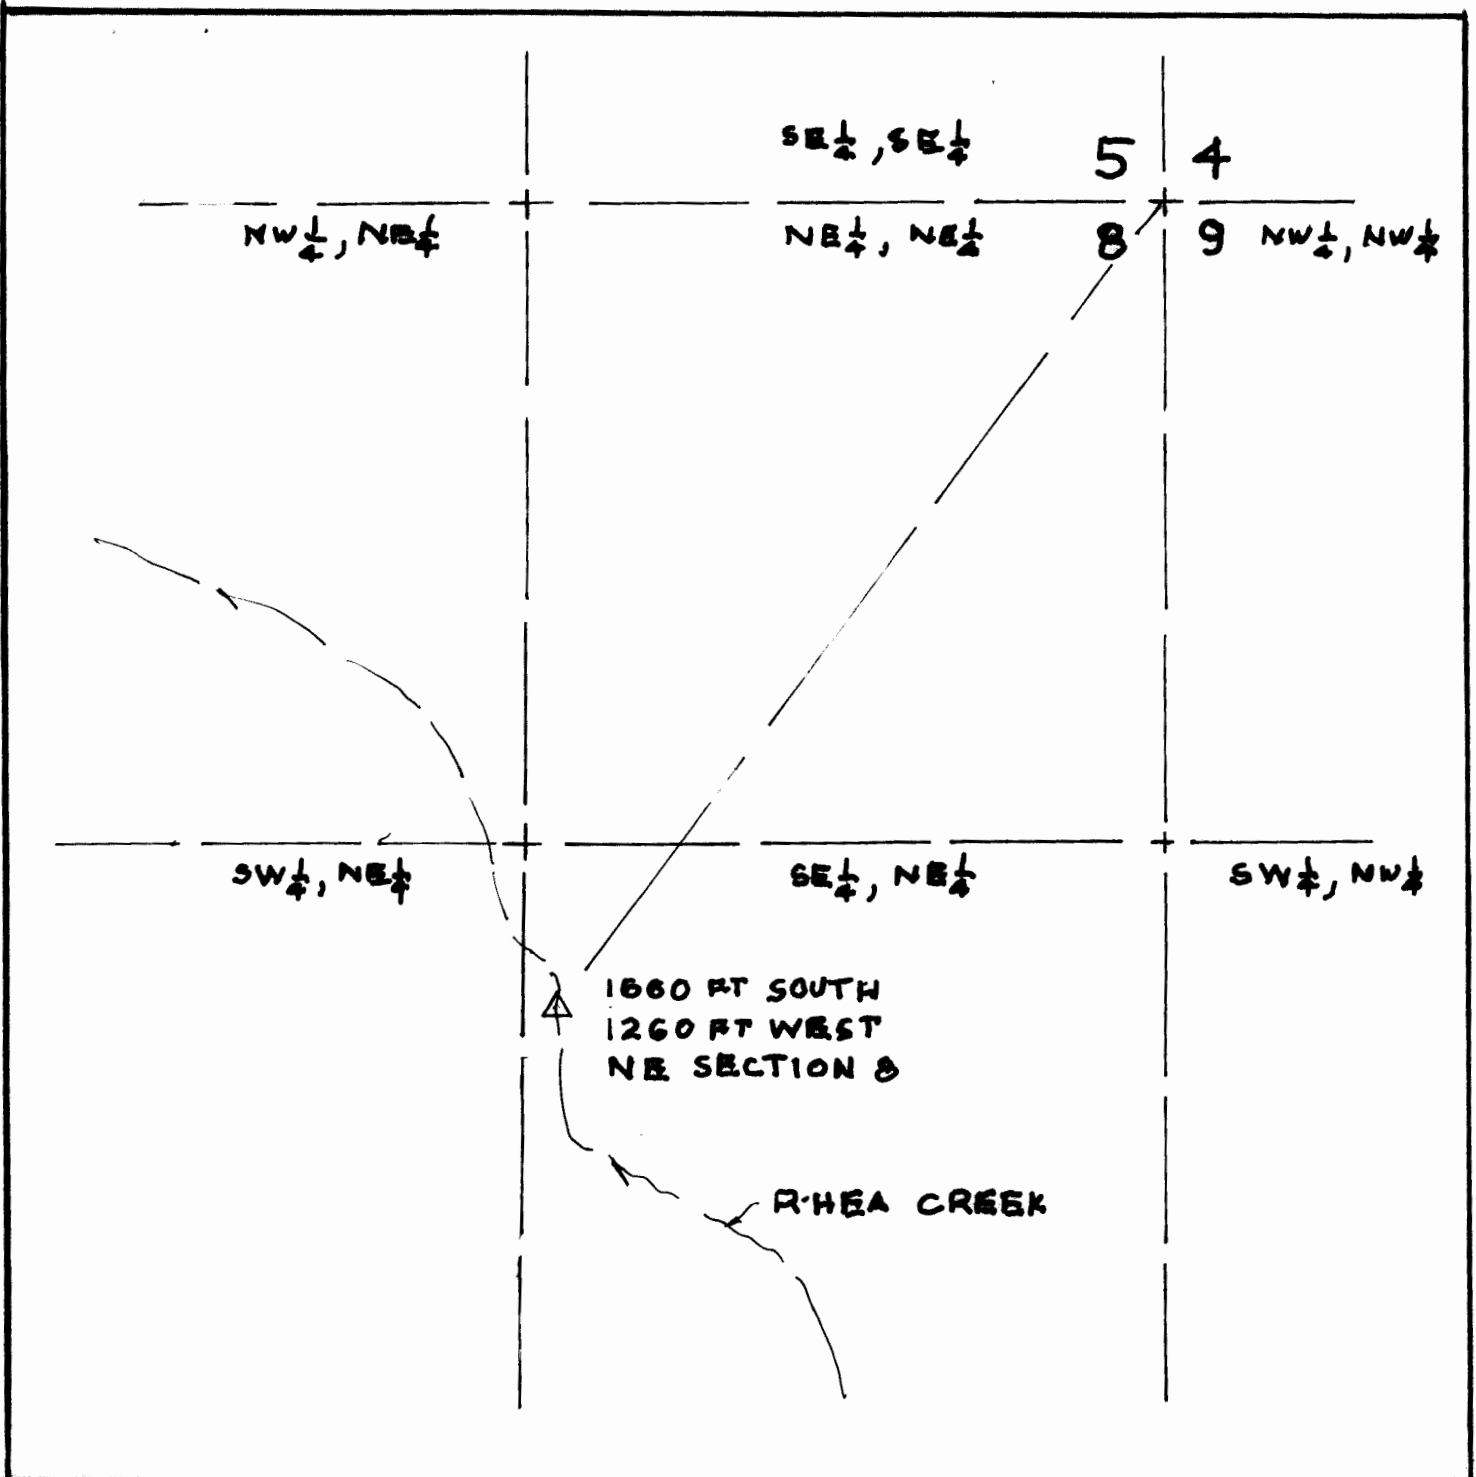 SE¼, SE¼
5 4
NW¼, NE¼
NE¼, NE¼
8 9
NW¼, NW¼
SW¼, NE¼
SE¼, NE¼
SW¼, NW¼
1660 FT SOUTH
1260 FT WEST
NE SECTION 8
RHEA CREEK